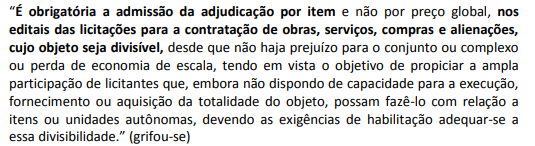 “É obrigatória a admissão da adjudicação por item e não por preço global, nos
editais das licitações para a contratação de obras, serviços, compras e alienações,
cujo objeto seja divisível, desde que não haja prejuízo para o conjunto ou complexo
ou perda de economia de escala, tendo em vista o objetivo de propiciar a ampla
participação de licitantes que, embora não dispondo de capacidade para a execução,
fornecimento ou aquisição da totalidade do objeto, possam fazê-lo com relação a
itens ou unidades autônomas, devendo as exigências de habilitação adequar-se a
essa divisibilidade.” (grifou-se)